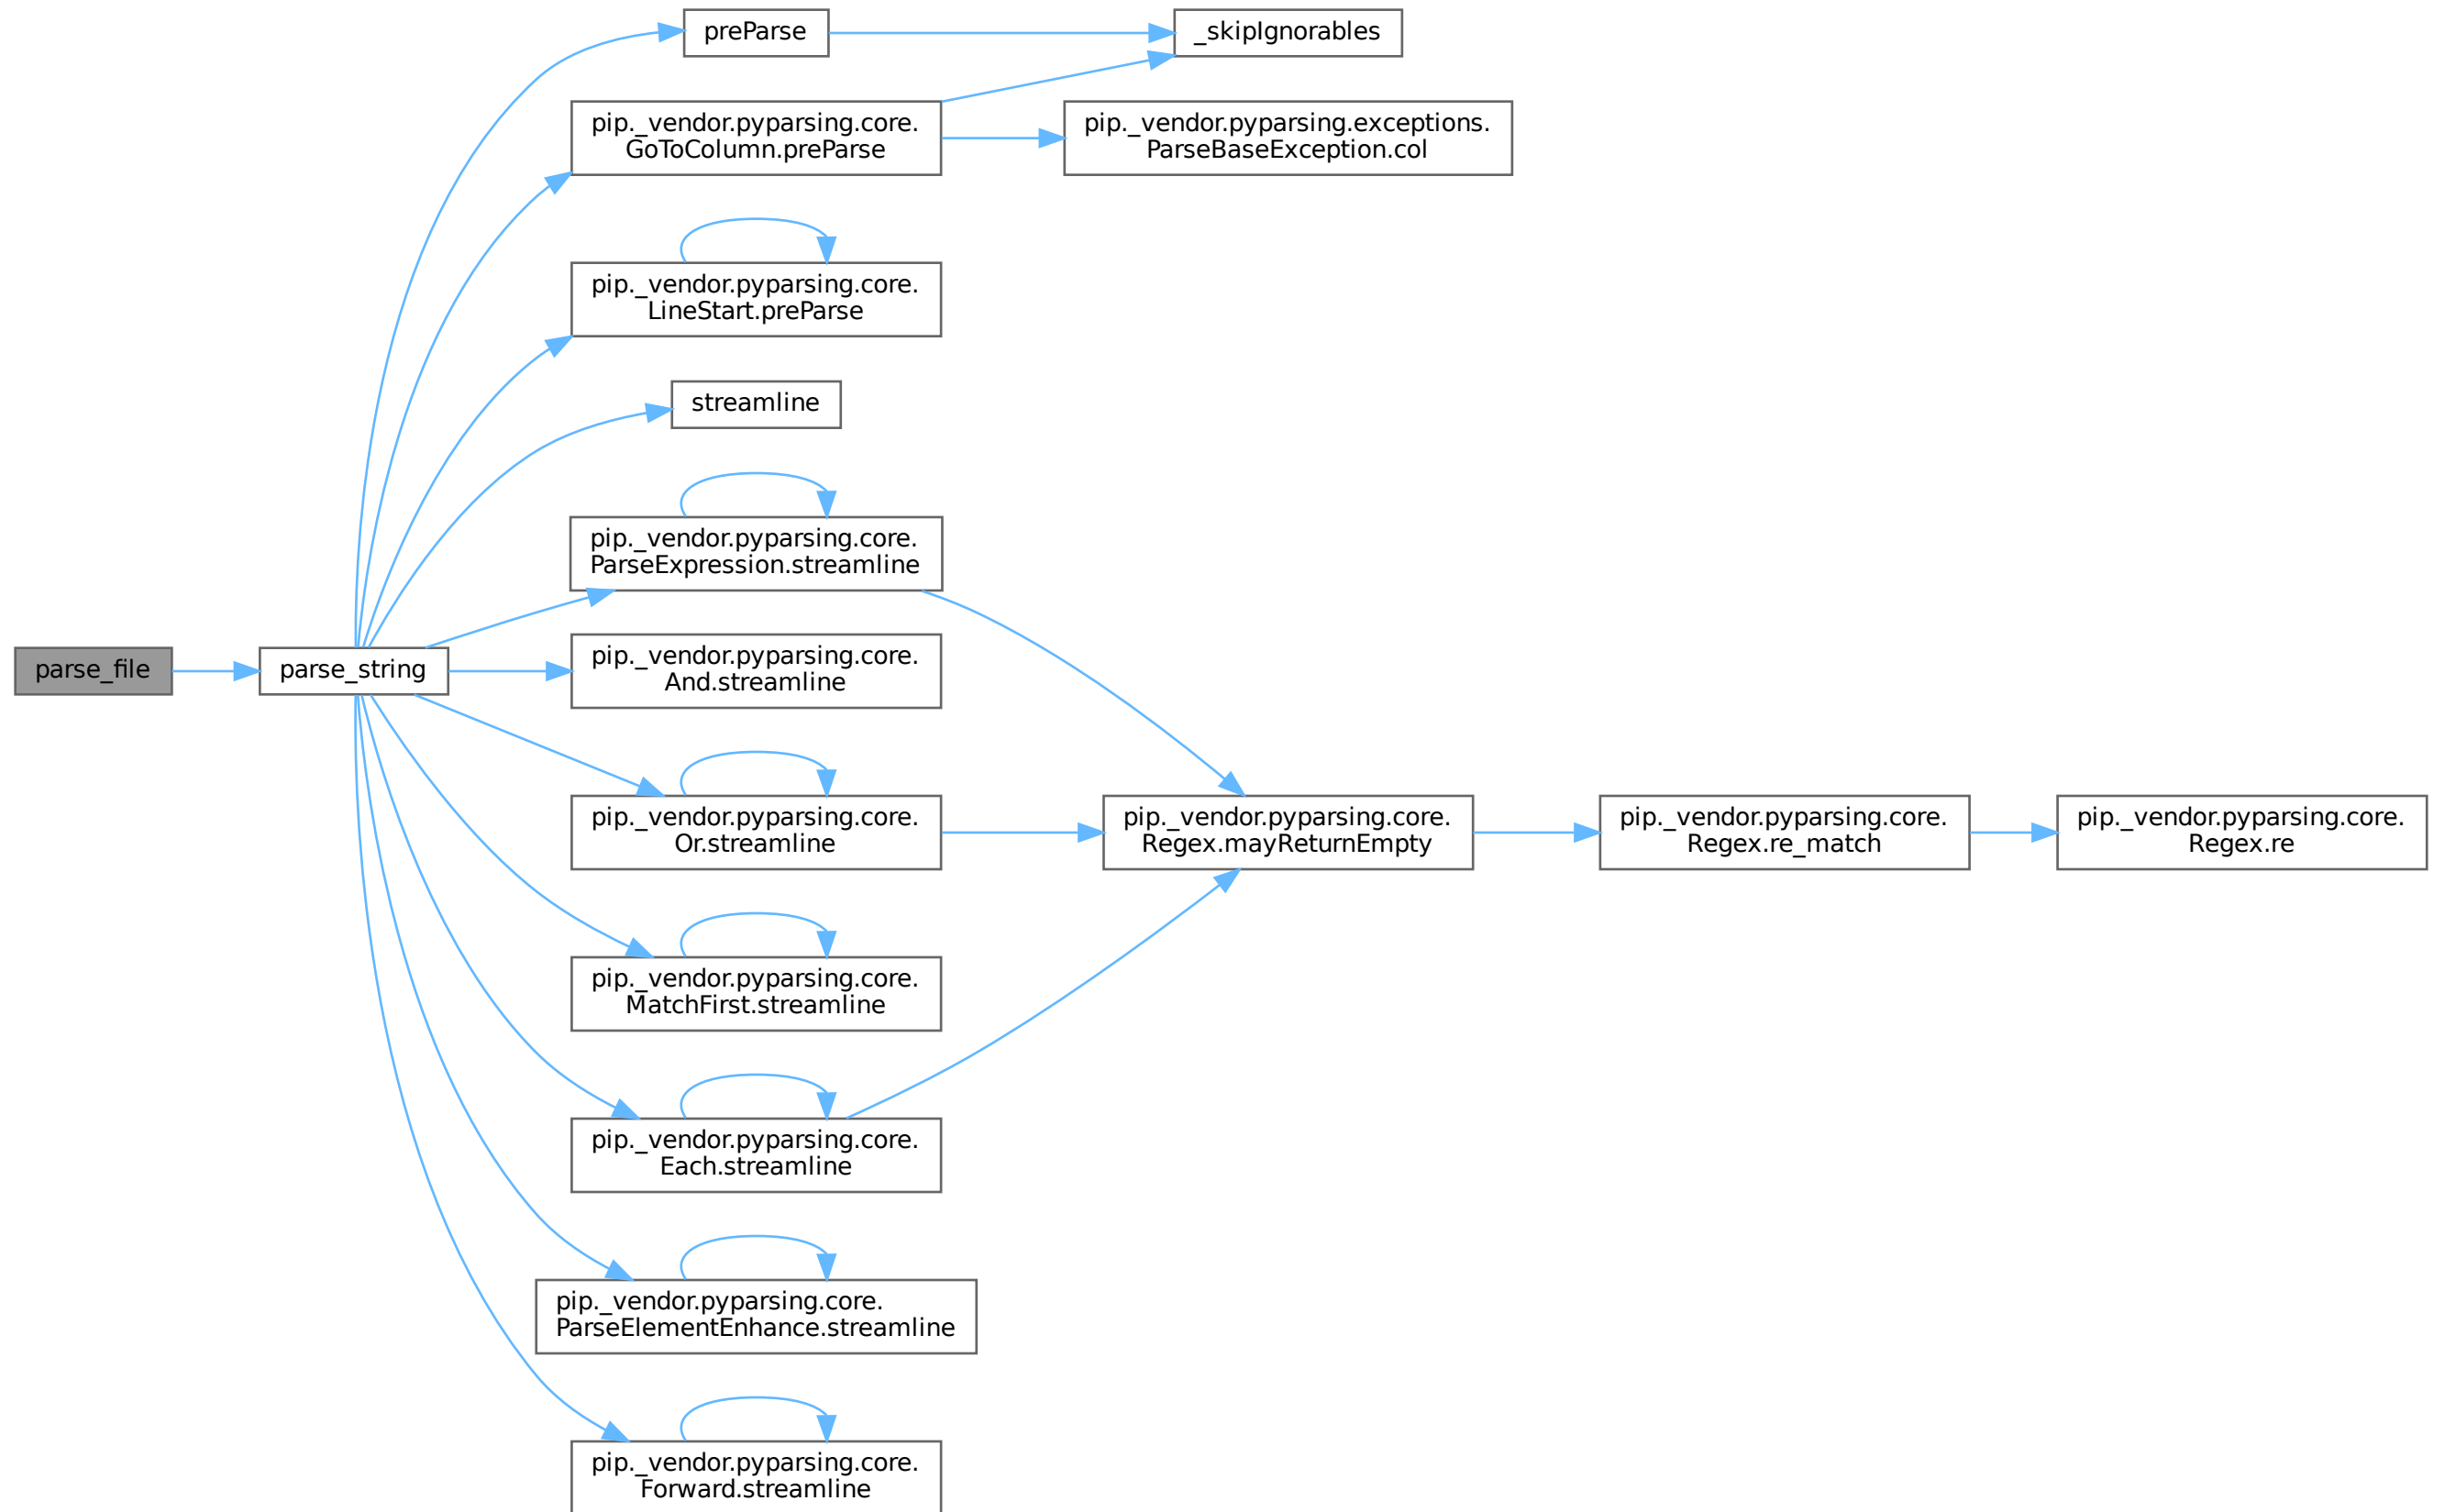 preParse
_skipIgnorables
pip._vendor.pyparsing.core.
GoToColumn.preParse
pip._vendor.pyparsing.exceptions.
ParseBaseException.col
pip._vendor.pyparsing.core.
LineStart.preParse
streamline
pip._vendor.pyparsing.core.
ParseExpression.streamline
parse_file
parse_string
pip._vendor.pyparsing.core.
And.streamline
pip._vendor.pyparsing.core.
Or.streamline
pip._vendor.pyparsing.core.
Regex.mayReturnEmpty
pip._vendor.pyparsing.core.
Regex.re_match
pip._vendor.pyparsing.core.
Regex.re
pip._vendor.pyparsing.core.
MatchFirst.streamline
pip._vendor.pyparsing.core.
Each.streamline
pip._vendor.pyparsing.core.
ParseElementEnhance.streamline
pip._vendor.pyparsing.core.
Forward.streamline